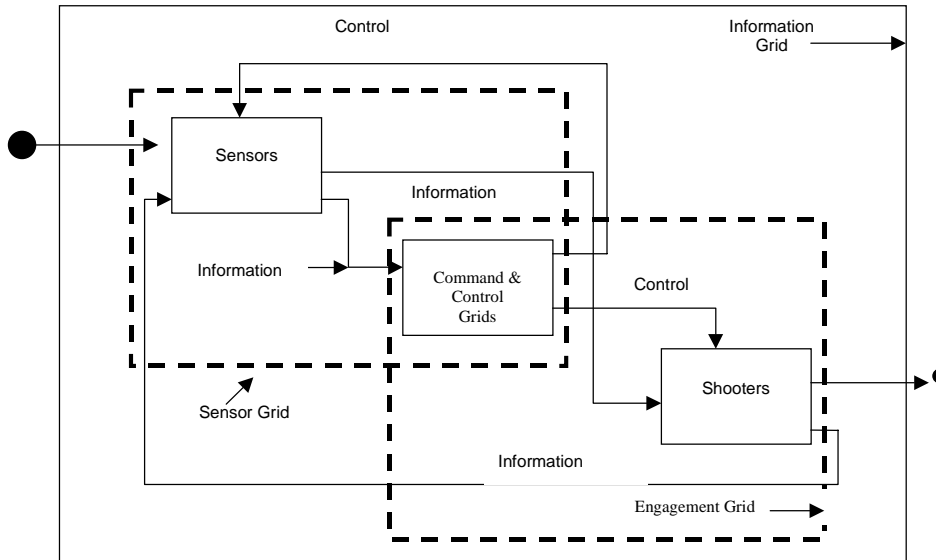 Control
Information
Grid
Sensors
Information
Information
Command &
Control
Grids
Control
Shooters
Sensor Grid
Information
Engagement Grid